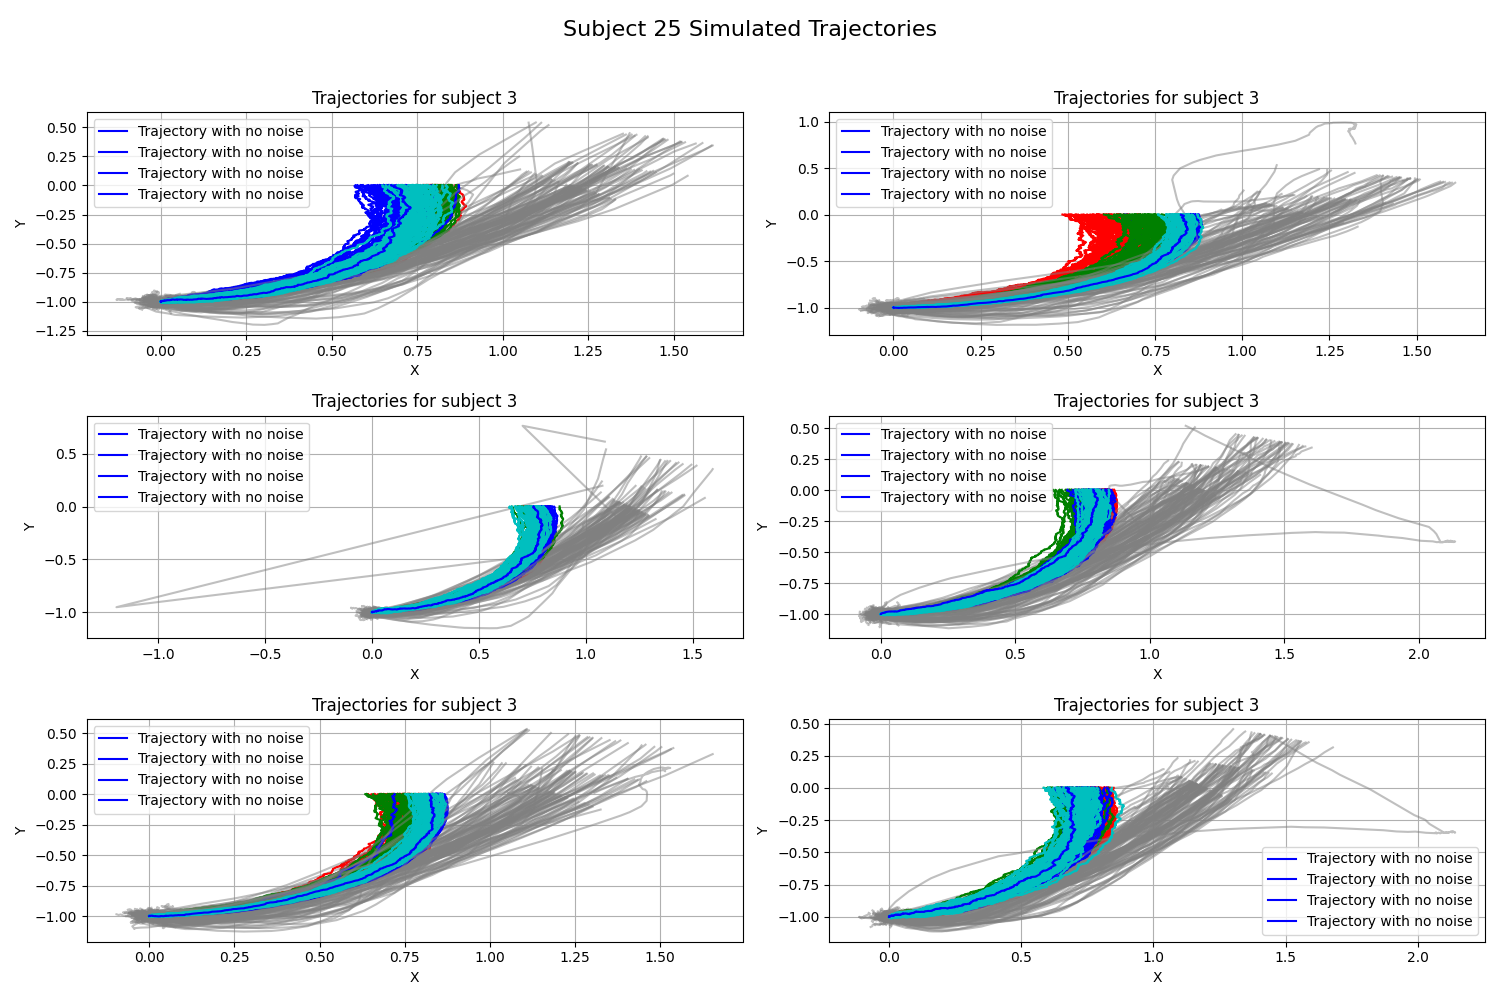 Subject 25 Simulated Trajectories
Trajectories for subject 3
Trajectory with no noise
Trajectory with no noise
Trajectory with no noise
Trajectory with no noise
0.50
0.25
0.00
−0.25
−0.50
−0.75
−1.00
−1.25
Y
0.00 0.25 0.50 0.75 1.00 1.25 1.50
X
Trajectories for subject 3
Trajectory with no noise
Trajectory with no noise
Trajectory with no noise
Trajectory with no noise
1.0
0.5
0.0
−0.5
−1.0
Y
0.00 0.25 0.50 0.75 1.00 1.25 1.50
X
Trajectories for subject 3
Trajectory with no noise
Trajectory with no noise
Trajectory with no noise
Trajectory with no noise
0.5
0.0
−0.5
−1.0
Y
−1.0 −0.5 0.0 0.5 1.0 1.5
X
Trajectories for subject 3
Trajectory with no noise
Trajectory with no noise
Trajectory with no noise
Trajectory with no noise
0.50
0.25
0.00
−0.25
−0.50
−0.75
−1.00
Y
0.0 0.5 1.0 1.5 2.0
X
Trajectories for subject 3
Trajectory with no noise
Trajectory with no noise
Trajectory with no noise
Trajectory with no noise
0.50
0.25
0.00
−0.25
−0.50
−0.75
−1.00
Y
0.00 0.25 0.50 0.75 1.00 1.25 1.50
X
Trajectories for subject 3
0.50
0.25
0.00
−0.25
−0.50
−0.75
−1.00
Y
Trajectory with no noise
Trajectory with no noise
Trajectory with no noise
Trajectory with no noise
0.0 0.5 1.0 1.5 2.0
X